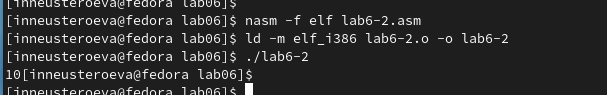 [inneusteroeva@fedora lab06]$
[inneusteroeva@fedora lab06]$ nasm -f elf lab6-2.asm
[inneusteroeva@fedora lab06]$ ld -m elf_i386 lab6-2.o -o lab6-2
[inneusteroeva@fedora lab06]$ ./lab6-2
10[inneusteroeva@fedora lab06]$
[inneusteroeva@fedora lab06]$